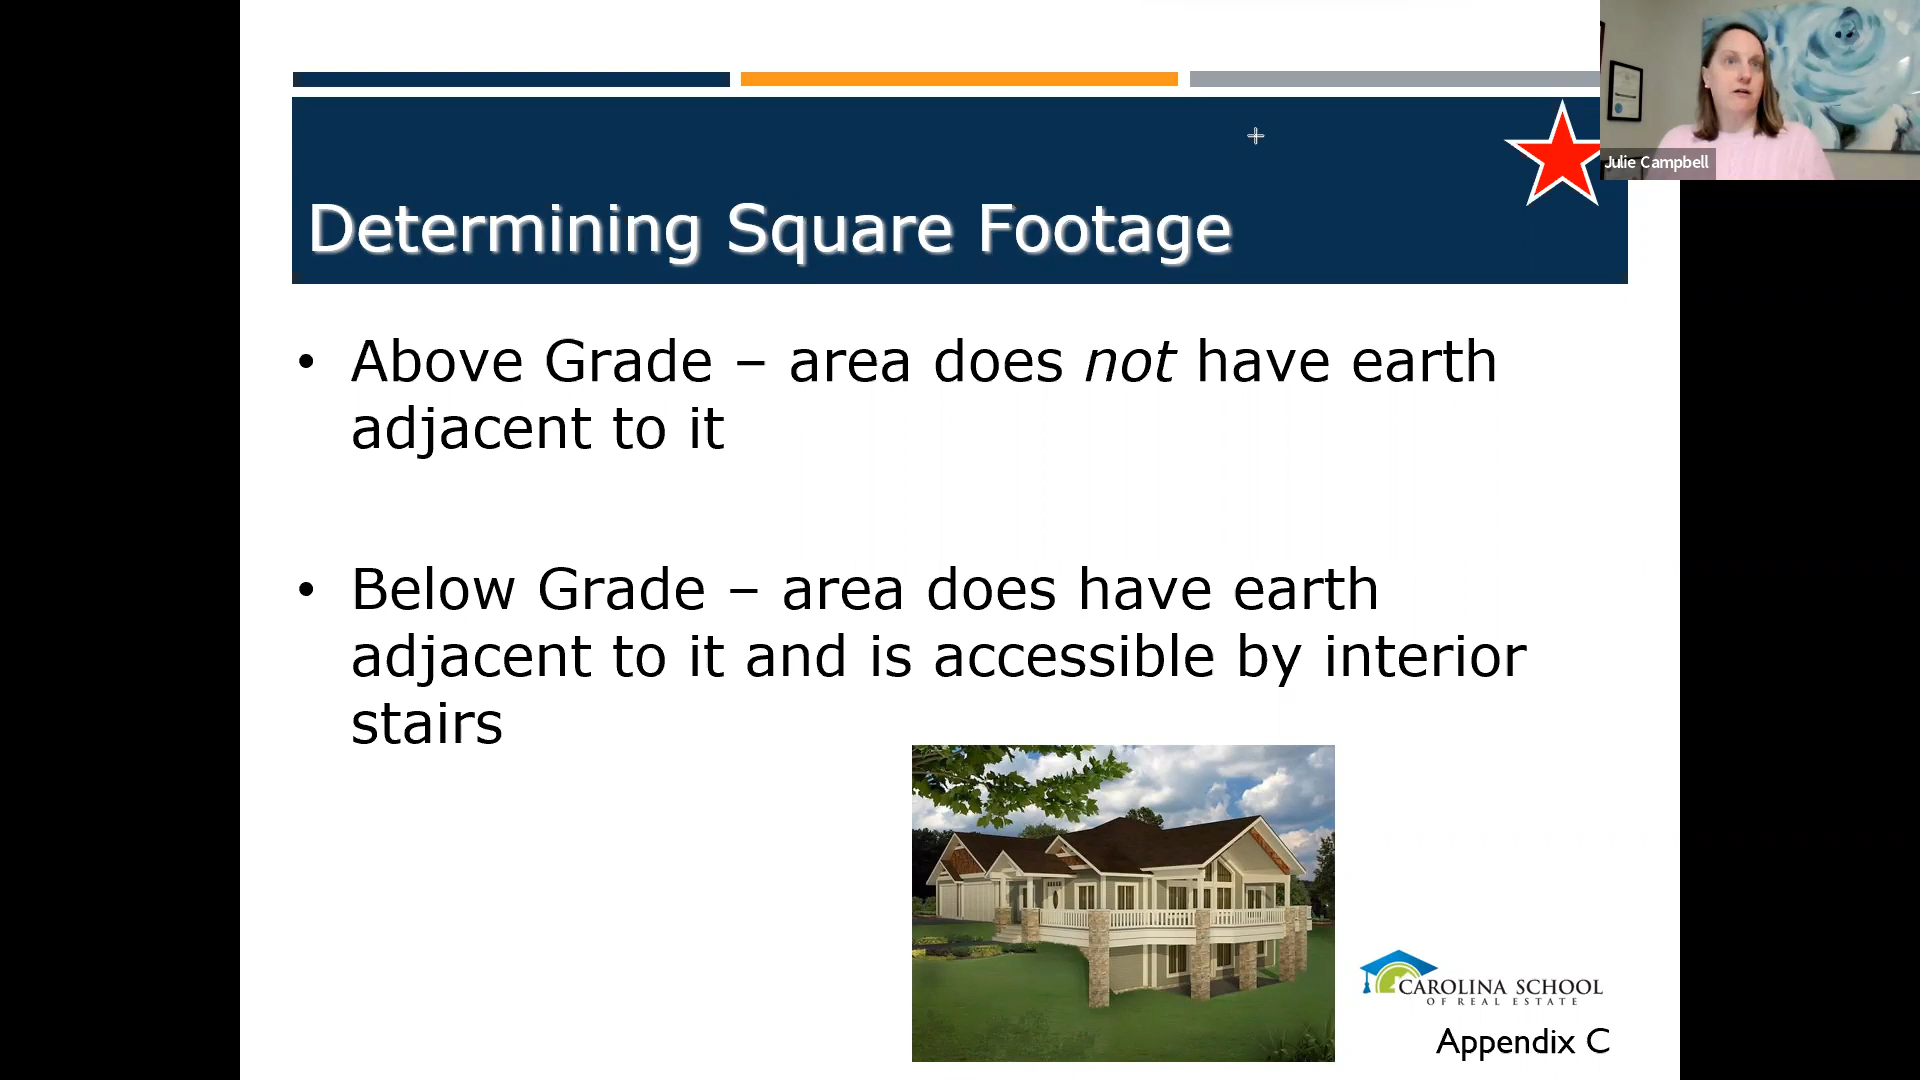 Determining Square Footage
Julie Campbell
• Above Grade – area does not have earth
adjacent to it
• Below Grade – area does have earth
adjacent to it and is accessible by interior
stairs
CAROLINA SCHOOL
OF REAL ESTATE
Appendix C